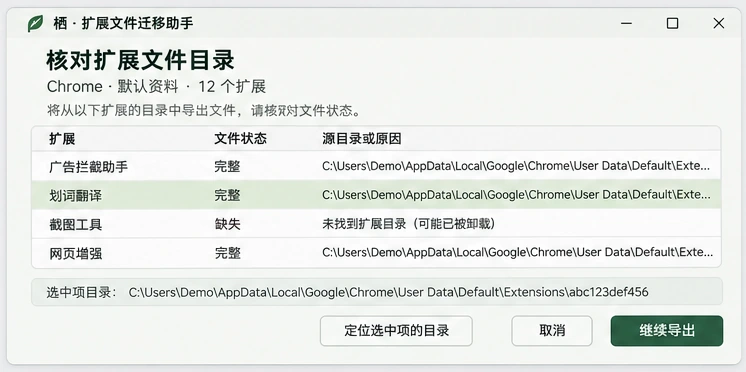 栖 · 扩展文件迁移助手
核对扩展文件目录
Chrome · 默认资料 · 12 个扩展
将从以下扩展的目录中导出文件，请核对文件状态。
扩展 文件状态 源目录或原因
广告拦截助手 完整 C:\Users\Demo\AppData\Local\Google\Chrome\User Data\Default\Exte...
划词翻译 完整 C:\Users\Demo\AppData\Local\Google\Chrome\User Data\Default\Exte...
截图工具 缺失 未找到扩展目录（可能已被卸载）
网页增强 完整 C:\Users\Demo\AppData\Local\Google\Chrome\User Data\Default\Exte...
选中项目录： C:\Users\Demo\AppData\Local\Google\Chrome\User Data\Default\Extensions\abc123def456
定位选中项的目录 取消 继续导出